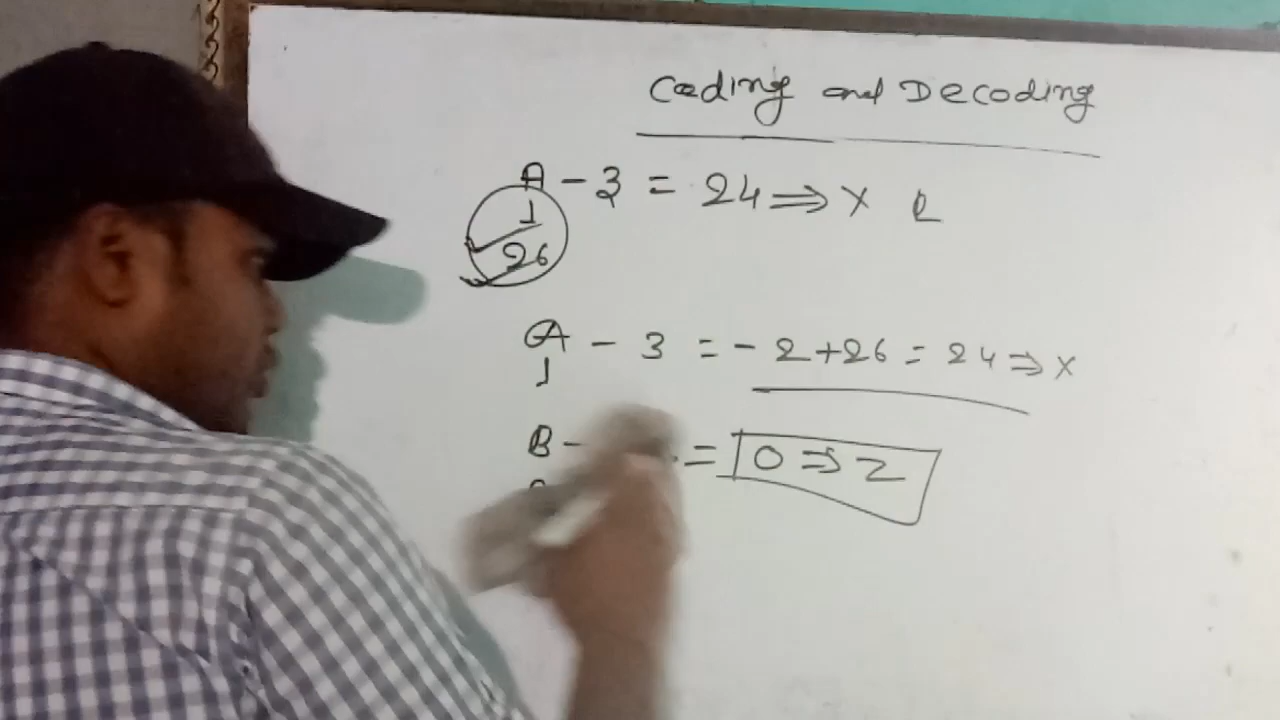 Coding and Decoding
A - 3 = 24 ⇒ X
1
26
A - 3 = - 2 + 26 = 24 ⇒ X
1
B - = 0 ⇒ Z